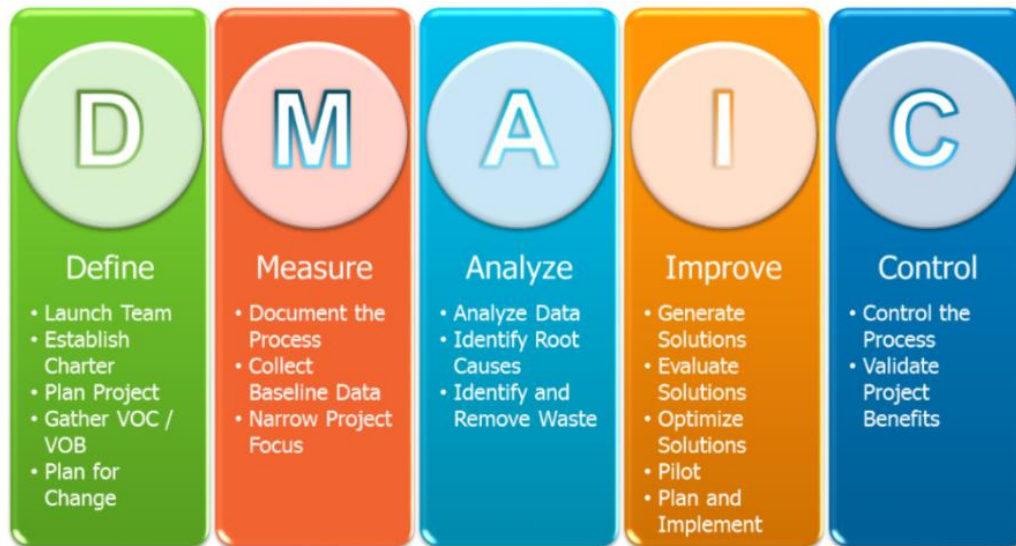 D
Define
• Launch Team
• Establish
Charter
• Plan Project
• Gather VOC /
VOB
• Plan for
Change
M
Measure
• Document the
Process
• Collect
Baseline Data
• Narrow Project
Focus
A
Analyze
• Analyze Data
• Identify Root
Causes
• Identify and
Remove Waste
I
Improve
• Generate
Solutions
• Evaluate
Solutions
• Optimize
Solutions
• Pilot
• Plan and
Implement
C
Control
• Control the
Process
• Validate
Project
Benefits